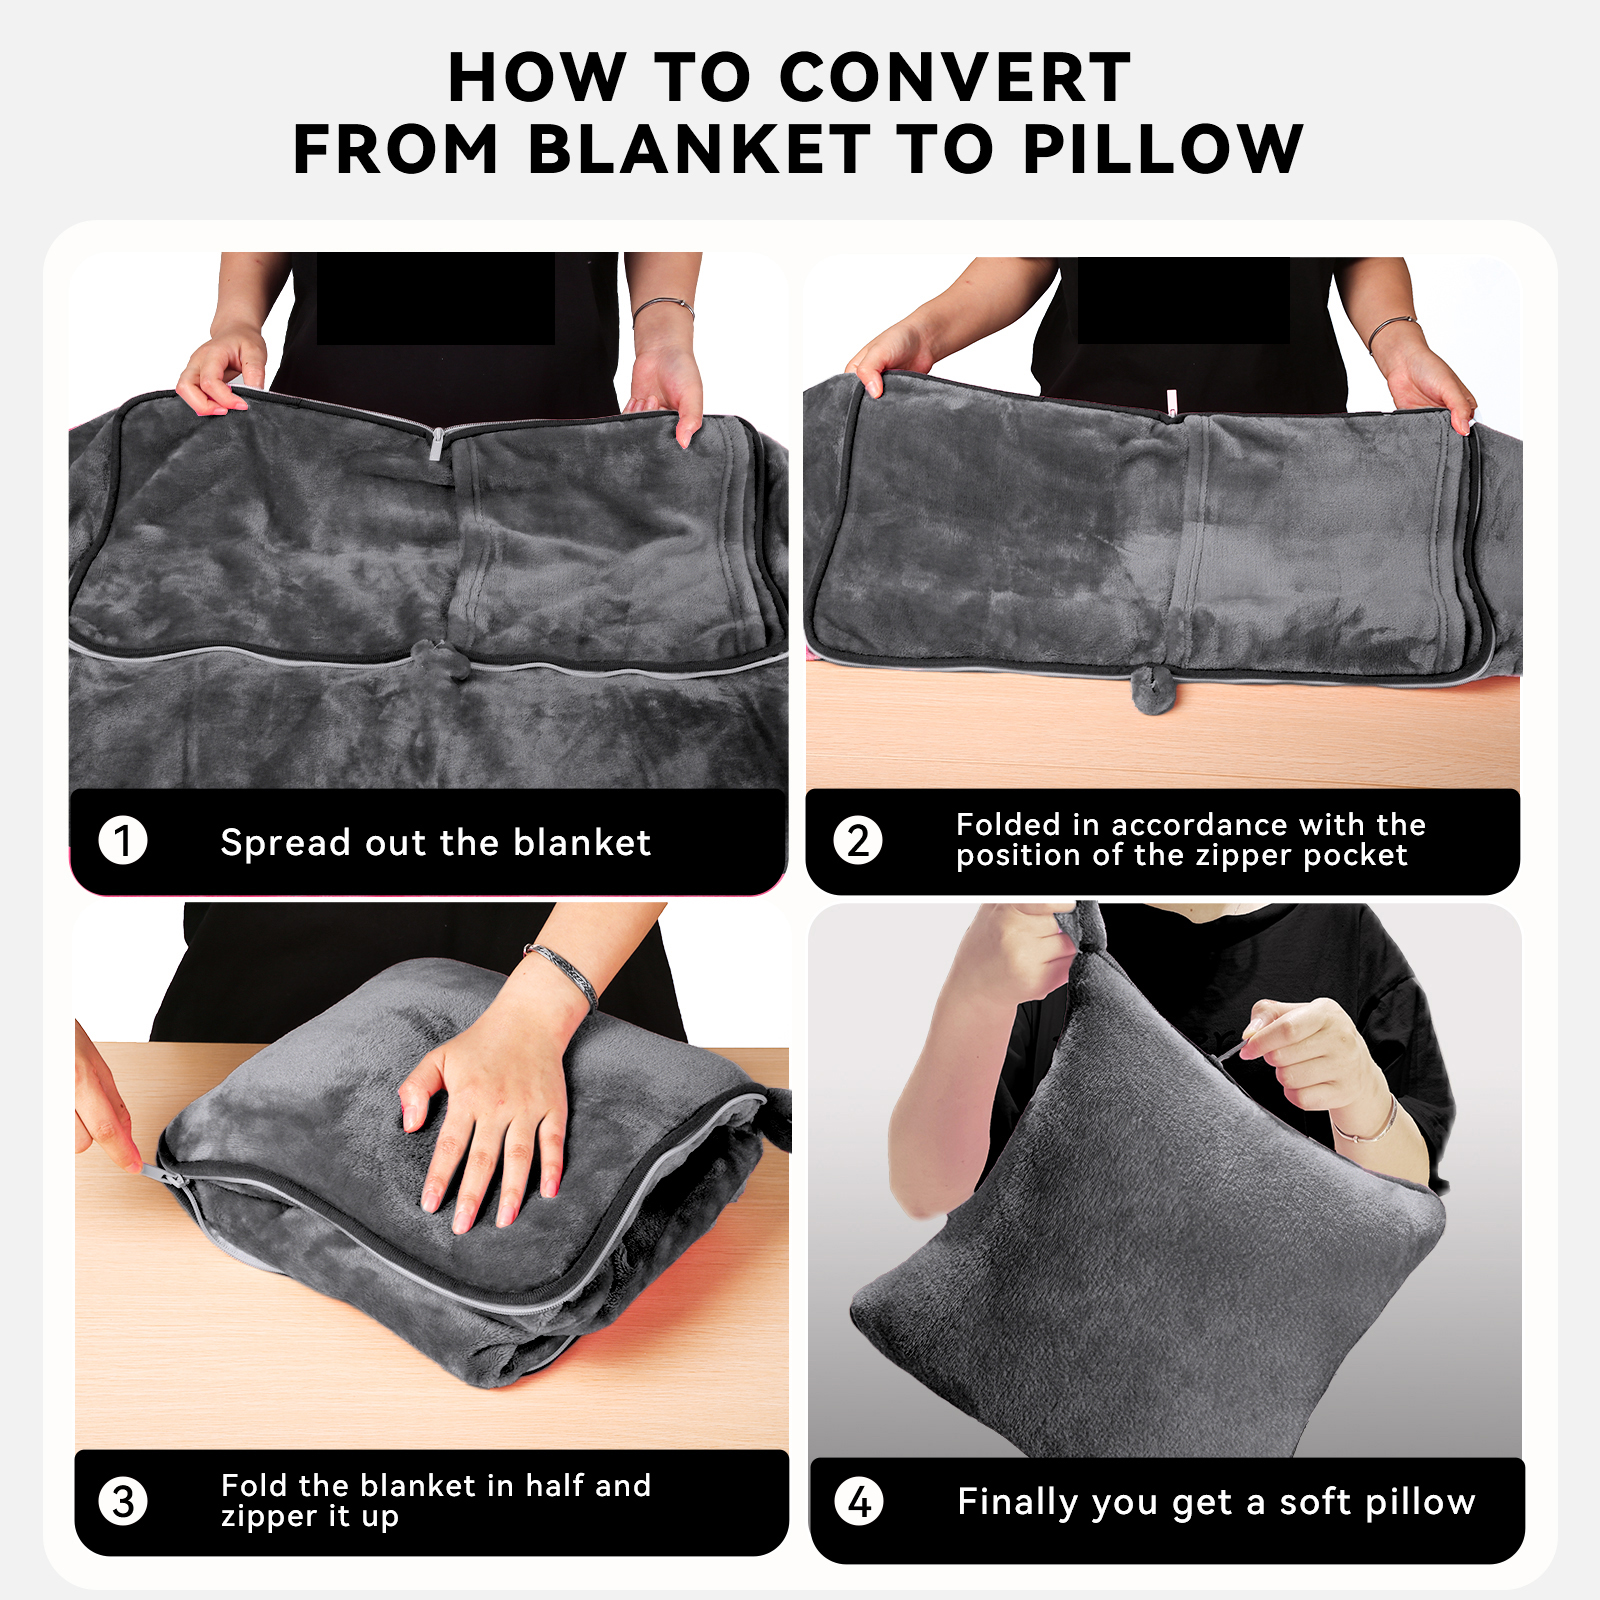 HOW TO CONVERT
FROM BLANKET TO PILLOW
1
Spread out the blanket
2
Folded in accordance with the
position of the zipper pocket
3
Fold the blanket in half and
zipper it up
4
Finally you get a soft pillow